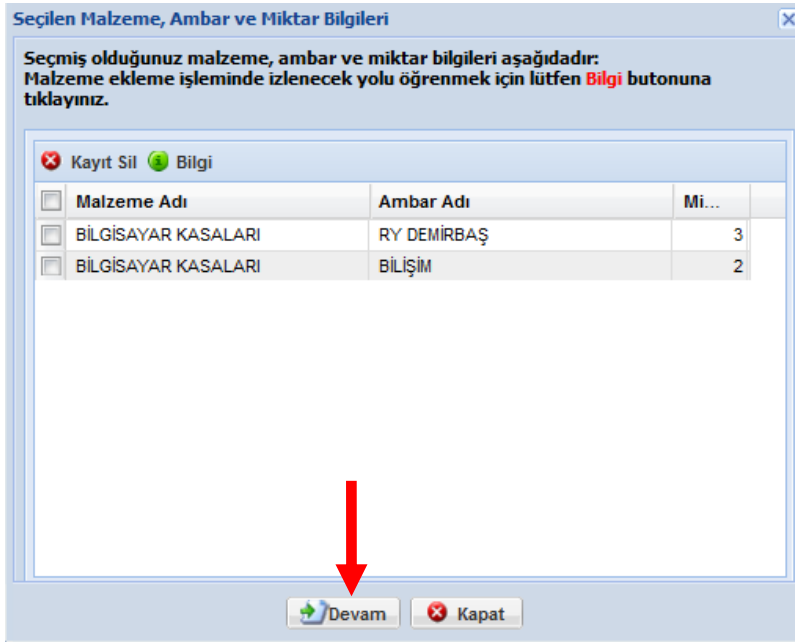 Seçilen Malzeme, Ambar ve Miktar Bilgileri
Seçmiş olduğunuz malzeme, ambar ve miktar bilgileri aşağıdadır:
Malzeme ekleme işleminde izlenecek yolu öğrenmek için lütfen Bilgi butonuna
tıklayınız.
Kayıt Sil Bilgi
Malzeme Adı Ambar Adı Mi...
BİLGİSAYAR KASALARI RY DEMİRBAŞ 3
BİLGİSAYAR KASALARI BİLİŞİM 2
Devam Kapat